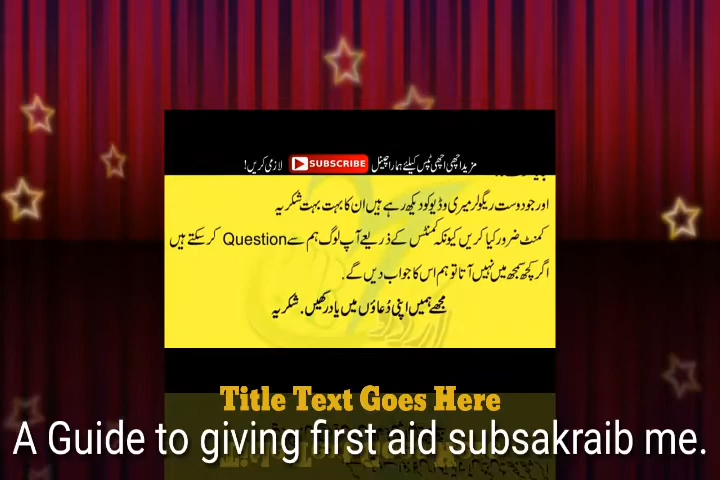 مزید اچھی اچھی ٹپس کیلئے ہمارا چینل SUBSCRIBE لازمی کریں!
اور جو دوست ریگولر میری وڈیو کو دیکھ رہے ہیں ان کا بہت بہت شکریہ
کمنٹ ضرور کیا کریں کیونکہ کمنٹس کے ذریعے آپ لوگ ہم سے Question کر سکتے ہیں
اگر کچھ سمجھ میں نہیں آتا تو ہم اس کا جواب دیں گے۔
مجھے ہمیں اپنی دُعاؤں میں یاد رکھیں۔ شکریہ
Title Text Goes Here
A Guide to giving first aid subsakraib me.